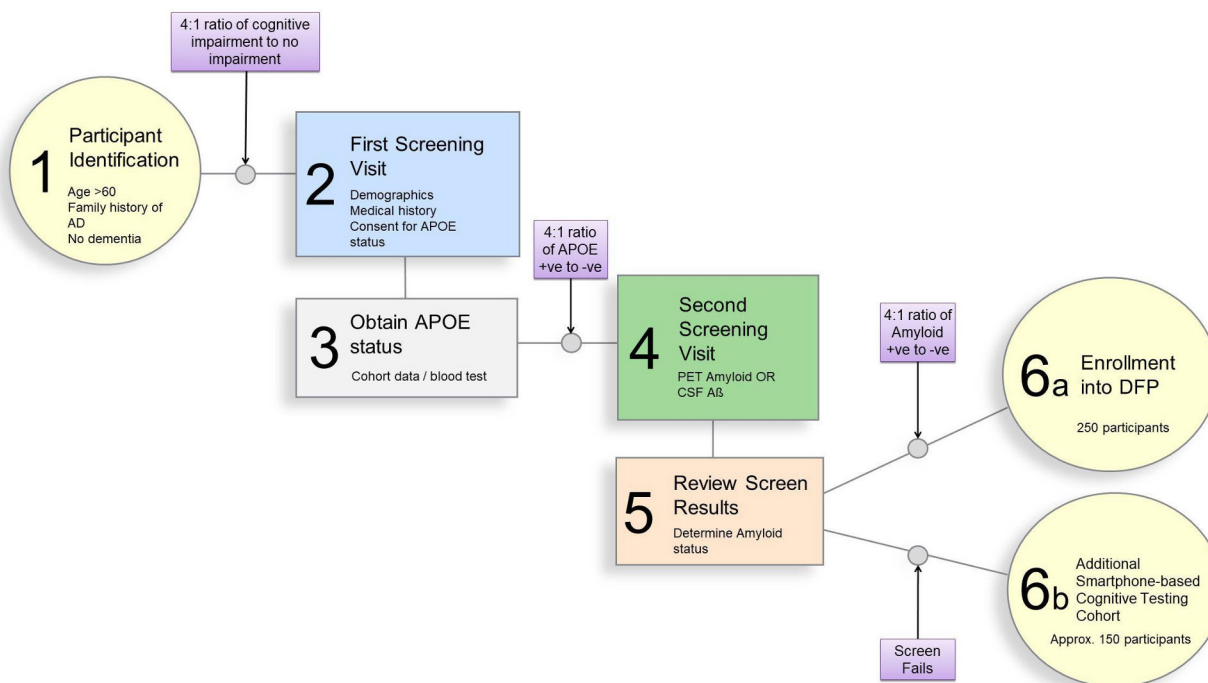 4:1 ratio of cognitive
impairment to no
impairment
1
Participant
Identification
Age >60
Family history of
AD
No dementia
2
First Screening
Visit
Demographics
Medical history
Consent for APOE
status
3
Obtain APOE
status
Cohort data / blood test
4:1 ratio
of APOE
+ve to -ve
4
Second
Screening
Visit
PET Amyloid OR
CSF Aß
5
Review Screen
Results
Determine Amyloid
status
4:1 ratio of
Amyloid
+ve to -ve
6a
Enrollment
into DFP
250 participants
Screen
Fails
6b
Additional
Smartphone-based
Cognitive Testing
Cohort
Approx. 150 participants